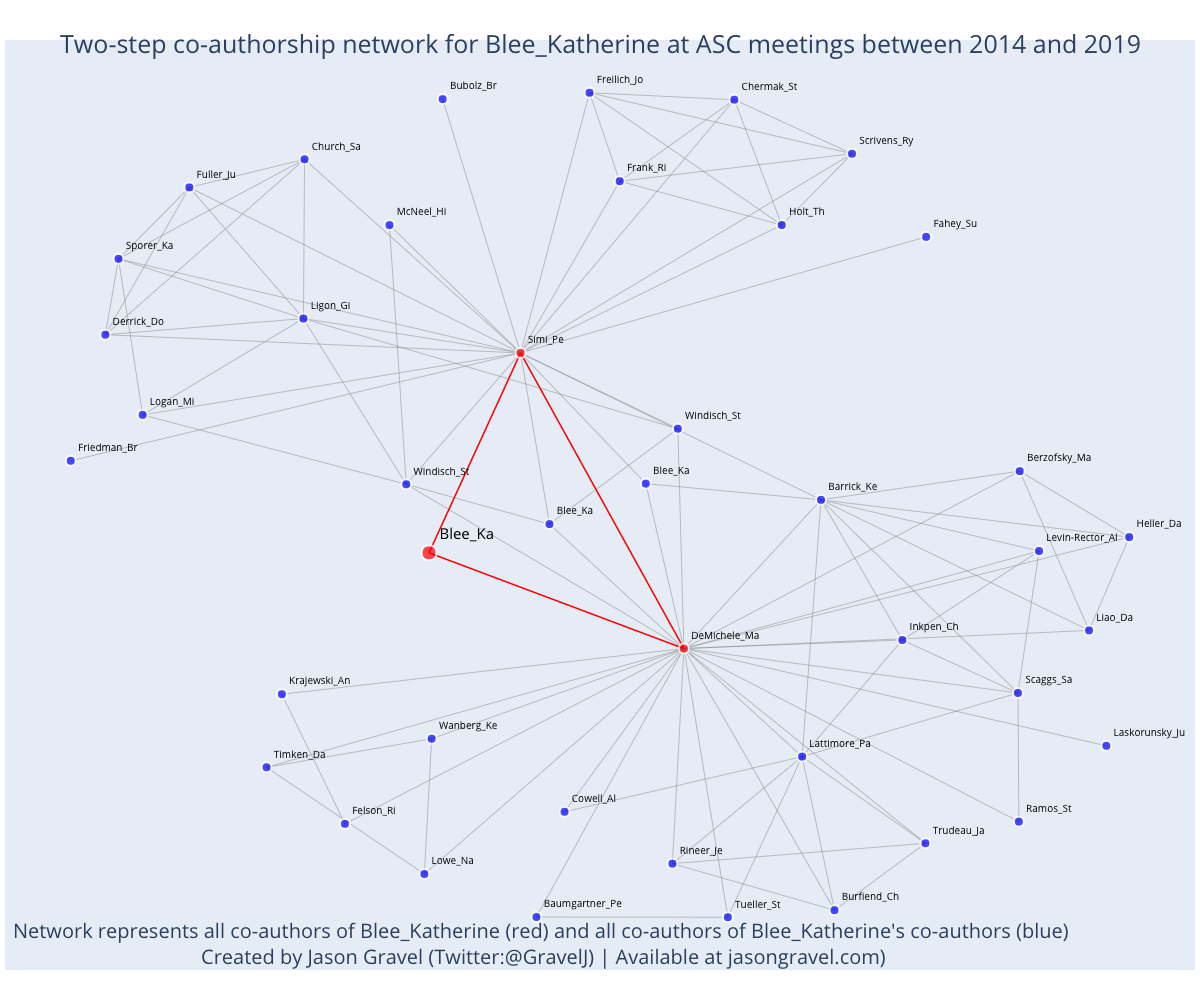 Two-step co-authorship network for Blee_Katherine at ASC meetings between 2014 and 2019
Bubolz_Br
Freilich_Jo
Chermak_St
Church_Sa
Scrivens_Ry
Fuller_Ju
Frank_Ri
McNeel_Hi
Holt_Th
Fahey_Su
Sporer_Ka
Ligon_Gi
Derrick_Do
Simi_Pe
Logan_Mi
Windisch_St
Friedman_Br
Windisch_St
Blee_Ka
Berzofsky_Ma
Barrick_Ke
Blee_Ka
Heller_Da
Blee_Ka
Levin-Rector_Al
Liao_Da
Inkpen_Ch
DeMichele_Ma
Krajewski_An
Scaggs_Sa
Wanberg_Ke
Laskorunsky_Ju
Timken_Da
Lattimore_Pa
Felson_Ri
Cowell_Al
Ramos_St
Trudeau_Ja
Lowe_Na
Rineer_Je
Baumgartner_Pe
Tueller_St
Burfiend_Ch
Network represents all co-authors of Blee_Katherine (red) and all co-authors of Blee_Katherine's co-authors (blue)
Created by Jason Gravel (Twitter:@GravelJ) | Available at jasongravel.com)